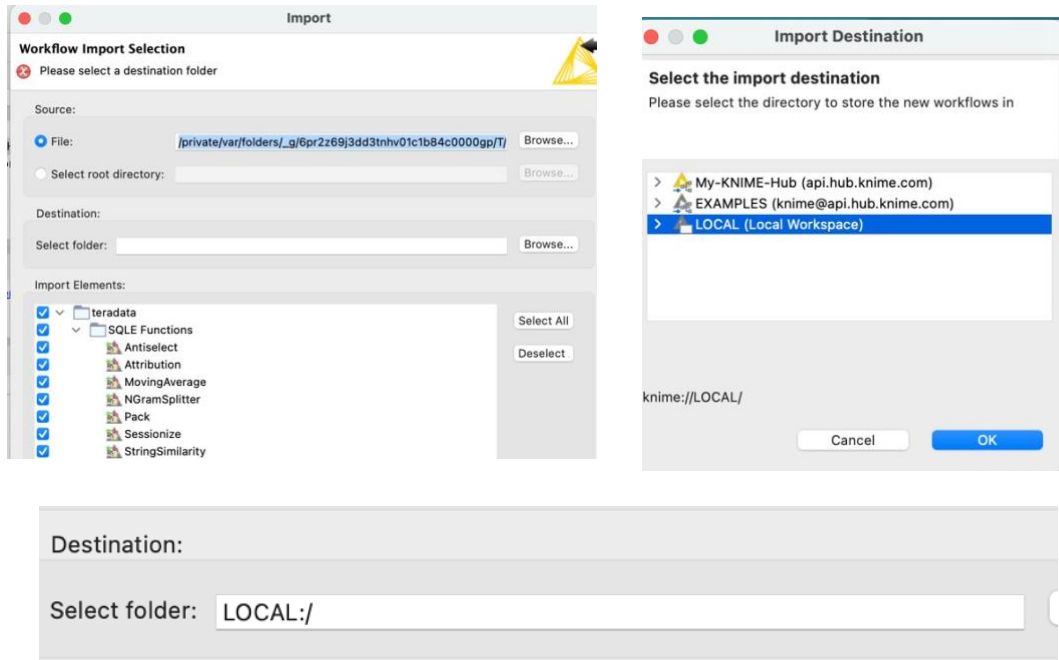 Import
Workflow Import Selection
Please select a destination folder
Source:
File: /private/var/folders/_g/6pr2z69j3dd3tnhv01c1b84c0000gp/T/ Browse...
Select root directory: Browse...
Destination:
Select folder: Browse...
Import Elements:
teradata
SQLE Functions
Antiselect
Attribution
MovingAverage
NGramSplitter
Pack
Sessionize
StringSimilarity
Select All
Deselect
Import Destination
Select the import destination
Please select the directory to store the new workflows in
My-KNIME-Hub (api.hub.knime.com)
EXAMPLES (knime@api.hub.knime.com)
LOCAL (Local Workspace)
knime://LOCAL/
Cancel OK
Destination:
Select folder: LOCAL:/